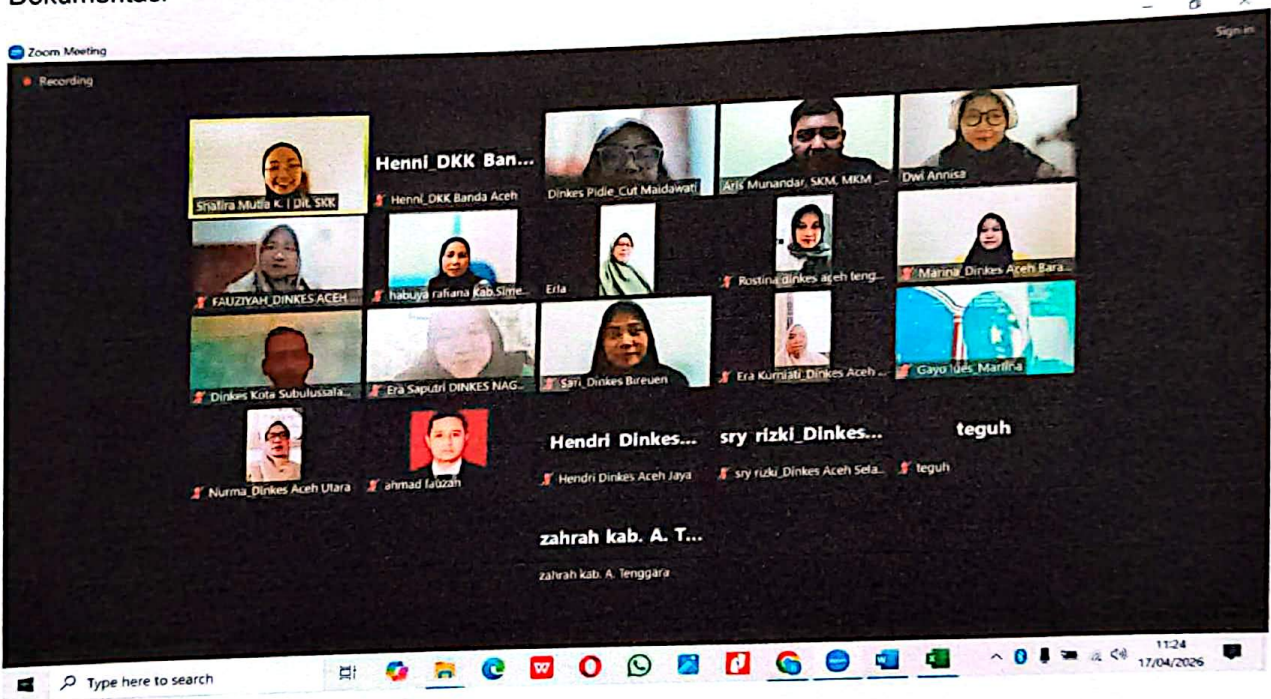 Dokumentasi
Zoom Meeting
Sign in
Recording
Shafira Mutia K. | Dit. SKK
Henni_DKK Ban...
Henni_DKK Banda Aceh
Dinkes Pidie_Cut Maidawati
Aris Munandar, SKM, MKM _...
Dwi Annisa
FAUZIYAH_DINKES ACEH ...
habuya rafiana Kab.Sime...
Erla
Rostina dinkes aceh teng...
Marina_Dinkes Aceh Bara...
Dinkes Kota Subulussala...
Era Saputri DINKES NAG...
Sari_Dinkes Bireuen
Era Kurniati_Dinkes Aceh ...
Gayo lues_Marlina
Nurma_Dinkes Aceh Utara
ahmad fauzan
Hendri Dinkes...
Hendri Dinkes Aceh Jaya
sry rizki_Dinkes...
sry rizki_Dinkes Aceh Sela...
teguh
teguh
zahrah kab. A. T...
zahrah kab. A. Tenggara
Type here to search
11:24
17/04/2026